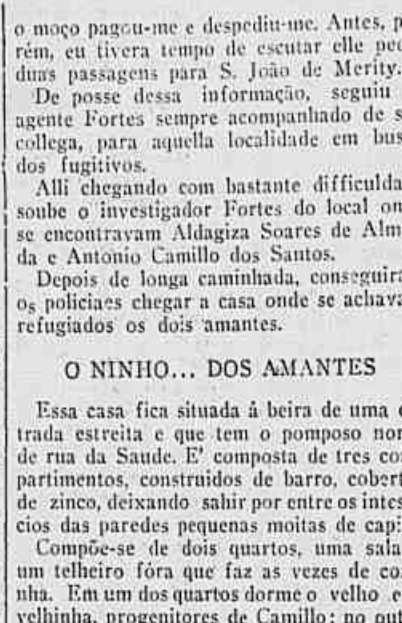 o moço pagou-me e despediu-me. Antes, p
rém, eu tivera tempo de escutar elle pec
duas passagens para S. João de Merity.
De posse dessa informação, seguiu
agente Fortes sempre acompanhado de s
collega, para aquella localidade em bus
dos fugitivos.
Alli chegando com bastante difficulda
soube o investigador Fortes do local on
se encontravam Aldagiza Soares de Alm
da e Antonio Camillo dos Santos.
Depois de longa caminhada, conseguira
os policiaes chegar a casa onde se achava
refugiados os dois amantes.
O NINHO... DOS AMANTES
Essa casa fica situada á beira de uma e
trada estreita e que tem o pomposo nor
de rua da Saude. E' composta de tres co
partimentos, construidos de barro, cobert
de zinco, deixando sahir por entre os inters
cios das paredes pequenas moitas de capi
Compõe-se de dois quartos, uma sala
um telheiro fóra que faz as vezes de co
nha. Em um dos quartos dorme o velho e
velhinha, progenitores de Camillo; no out